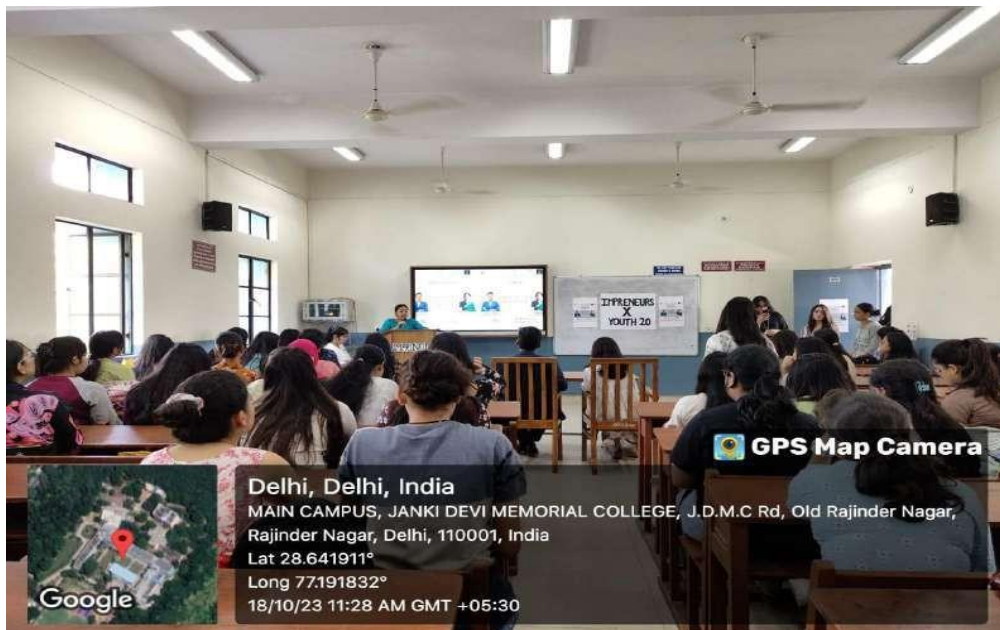 IMPRENEURS
X
YOUTH 2.0
GPS Map Camera
Delhi, Delhi, India
MAIN CAMPUS, JANKI DEVI MEMORIAL COLLEGE, J.D.M.C Rd, Old Rajinder Nagar,
Rajinder Nagar, Delhi, 110001, India
Lat 28.641911°
Long 77.191832°
18/10/23 11:28 AM GMT +05:30
Google